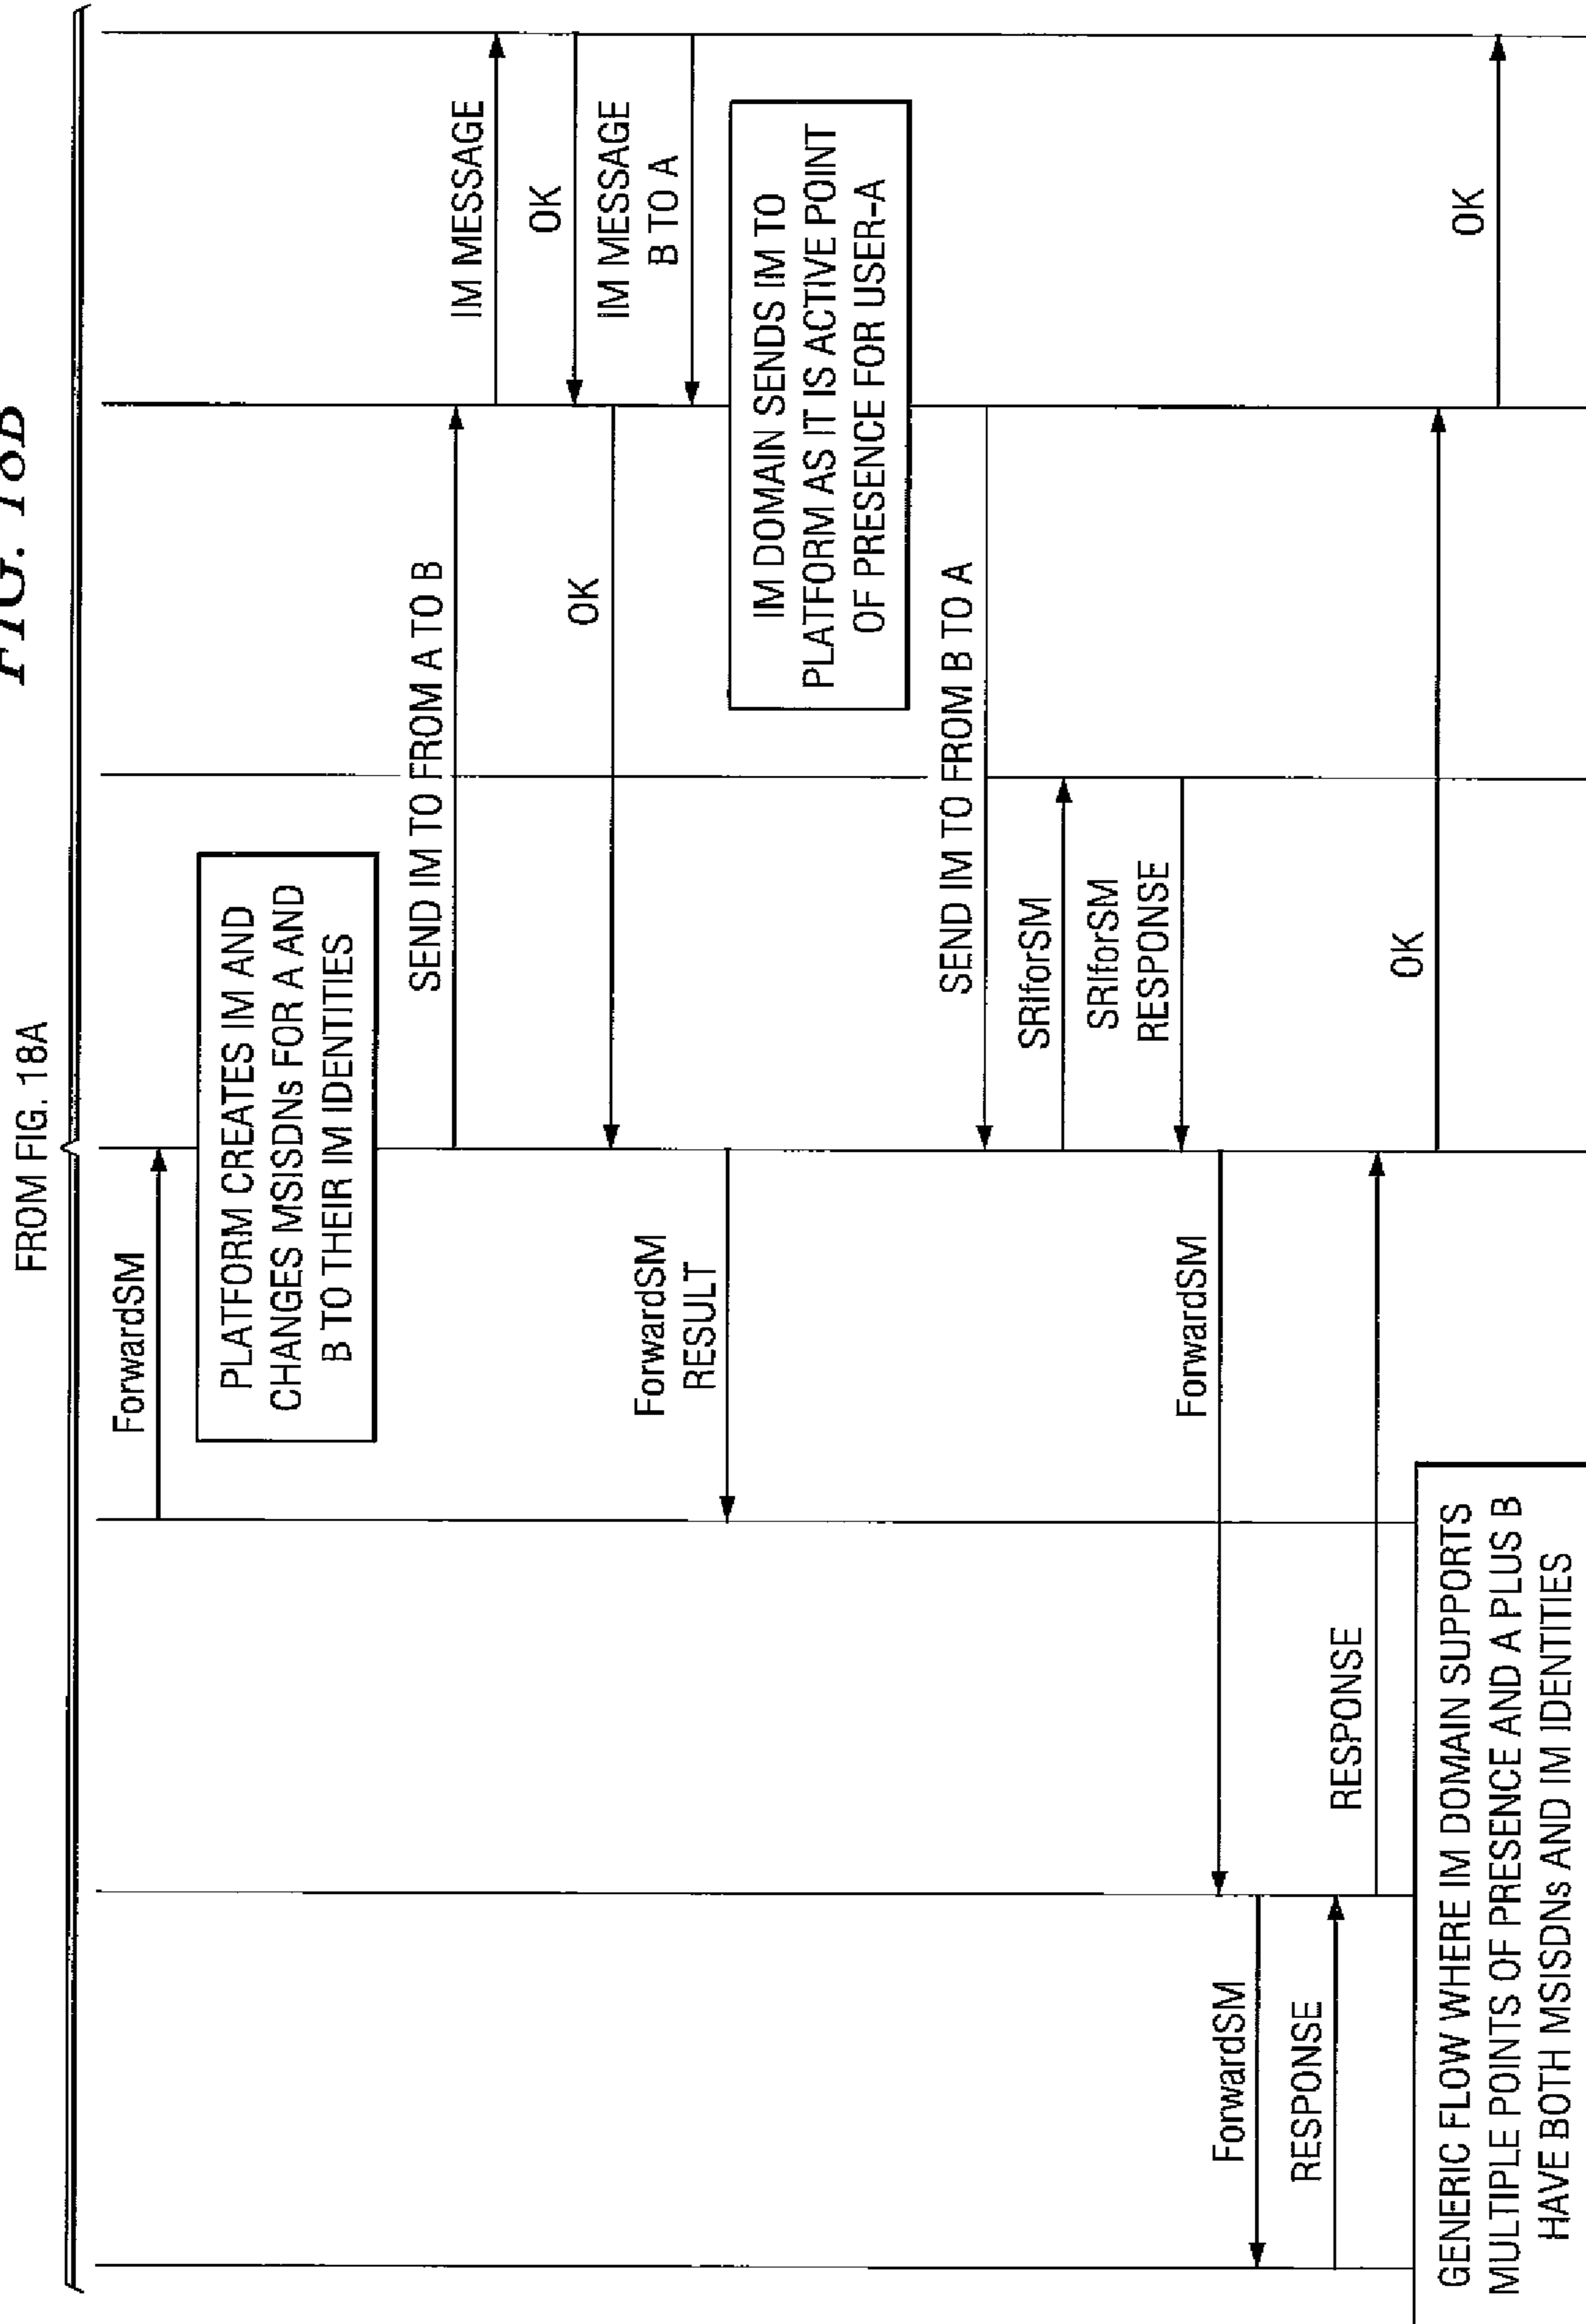 FIG. 18B
FROM FIG. 18A
ForwardSM
PLATFORM CREATES IM AND
CHANGES MSISDNs FOR A AND
B TO THEIR IM IDENTITIES
SEND IM TO FROM A TO B
IM MESSAGE
OK
IM MESSAGE
B TO A
OK
ForwardSM
RESULT
IM DOMAIN SENDS IM TO
PLATFORM AS IT IS ACTIVE POINT
OF PRESENCE FOR USER-A
SEND IM TO FROM B TO A
SRIforSM
SRIforSM
RESPONSE
ForwardSM
ForwardSM
RESPONSE
RESPONSE
OK
OK
GENERIC FLOW WHERE IM DOMAIN SUPPORTS
MULTIPLE POINTS OF PRESENCE AND A PLUS B
HAVE BOTH MSISDNs AND IM IDENTITIES